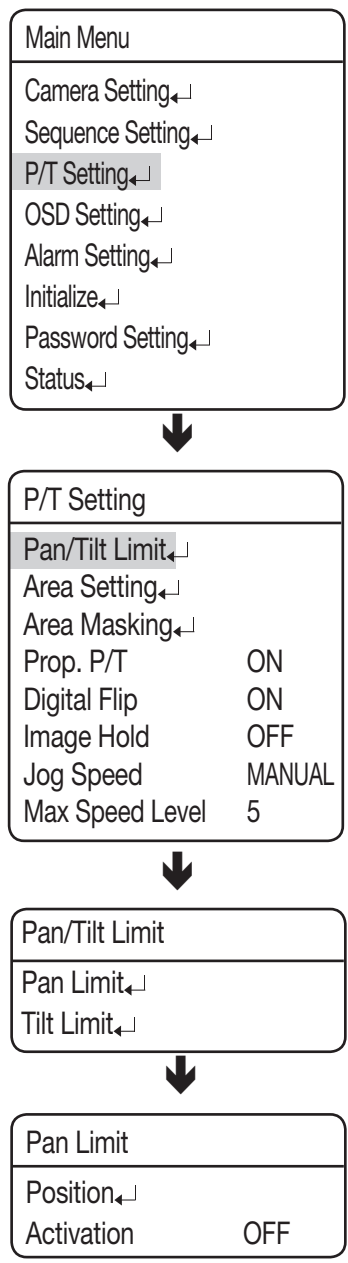 Main Menu
Camera Setting↵
Sequence Setting↵
P/T Setting↵
OSD Setting↵
Alarm Setting↵
Initialize↵
Password Setting↵
Status↵
P/T Setting
Pan/Tilt Limit↵
Area Setting↵
Area Masking↵
Prop. P/T ON
Digital Flip ON
Image Hold OFF
Jog Speed MANUAL
Max Speed Level 5
Pan/Tilt Limit
Pan Limit↵
Tilt Limit↵
Pan Limit
Position↵
Activation OFF